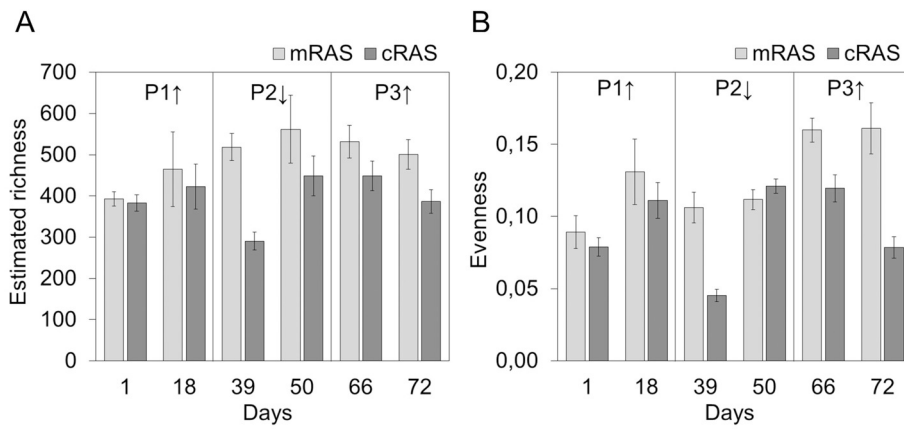 A
mRAS cRAS
700
600
500
400
300
200
100
0
Estimated richness
P1↑ P2↓ P3↑
1 18 39 50 66 72
Days
B
mRAS cRAS
0,20
0,15
0,10
0,05
0,00
Evenness
P1↑ P2↓ P3↑
1 18 39 50 66 72
Days